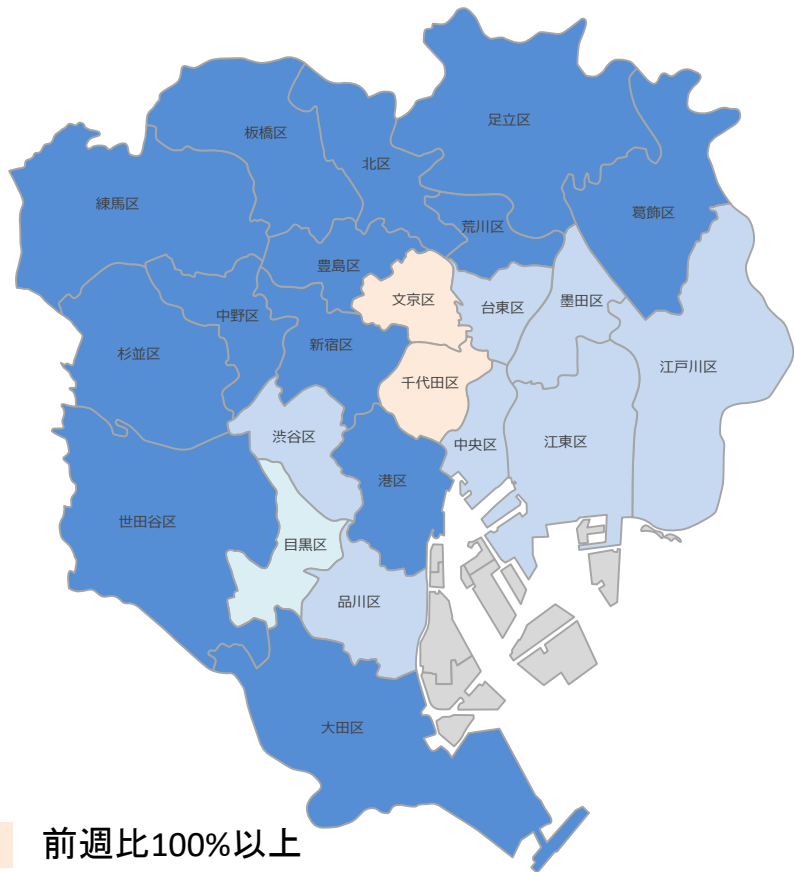 足立区
板橋区
北区
練馬区
葛飾区
荒川区
豊島区
文京区
台東区
墨田区
中野区
新宿区
杉並区
江戸川区
千代田区
渋谷区
中央区
江東区
港区
世田谷区
目黒区
品川区
大田区
前週比100%以上